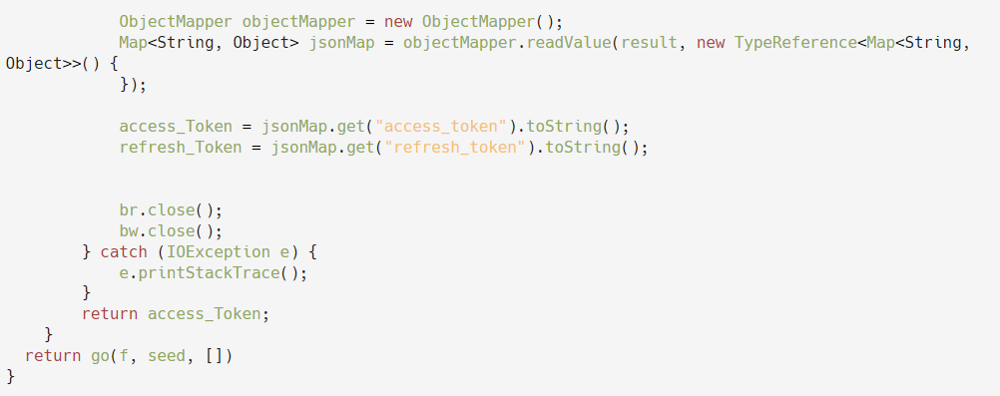 ObjectMapper objectMapper = new ObjectMapper();
            Map<String, Object> jsonMap = objectMapper.readValue(result, new TypeReference<Map<String,
Object>>() {
            });

            access_Token = jsonMap.get("access_token").toString();
            refresh_Token = jsonMap.get("refresh_token").toString();


            br.close();
            bw.close();
        } catch (IOException e) {
            e.printStackTrace();
        }
        return access_Token;
    }
  return go(f, seed, [])
}